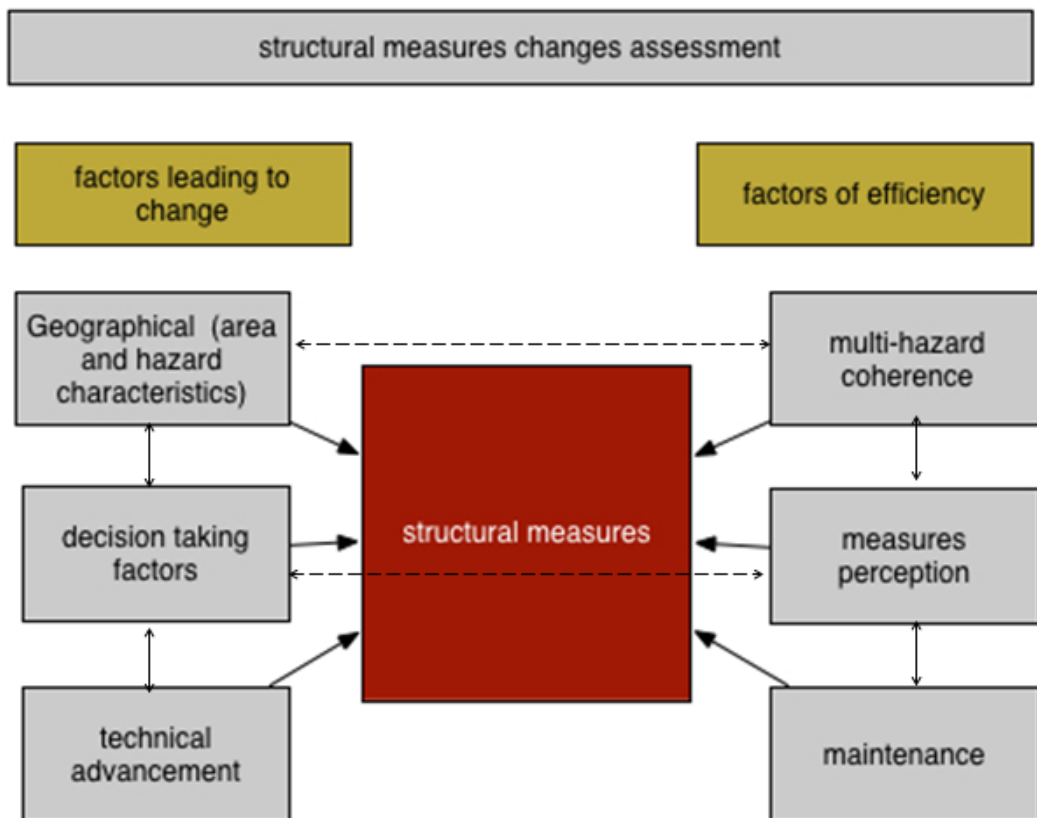 structural measures changes assessment
factors leading to
change
factors of efficiency
Geographical (area
and hazard
characteristics)
multi-hazard
coherence
decision taking
factors
structural measures
measures
perception
technical
advancement
maintenance